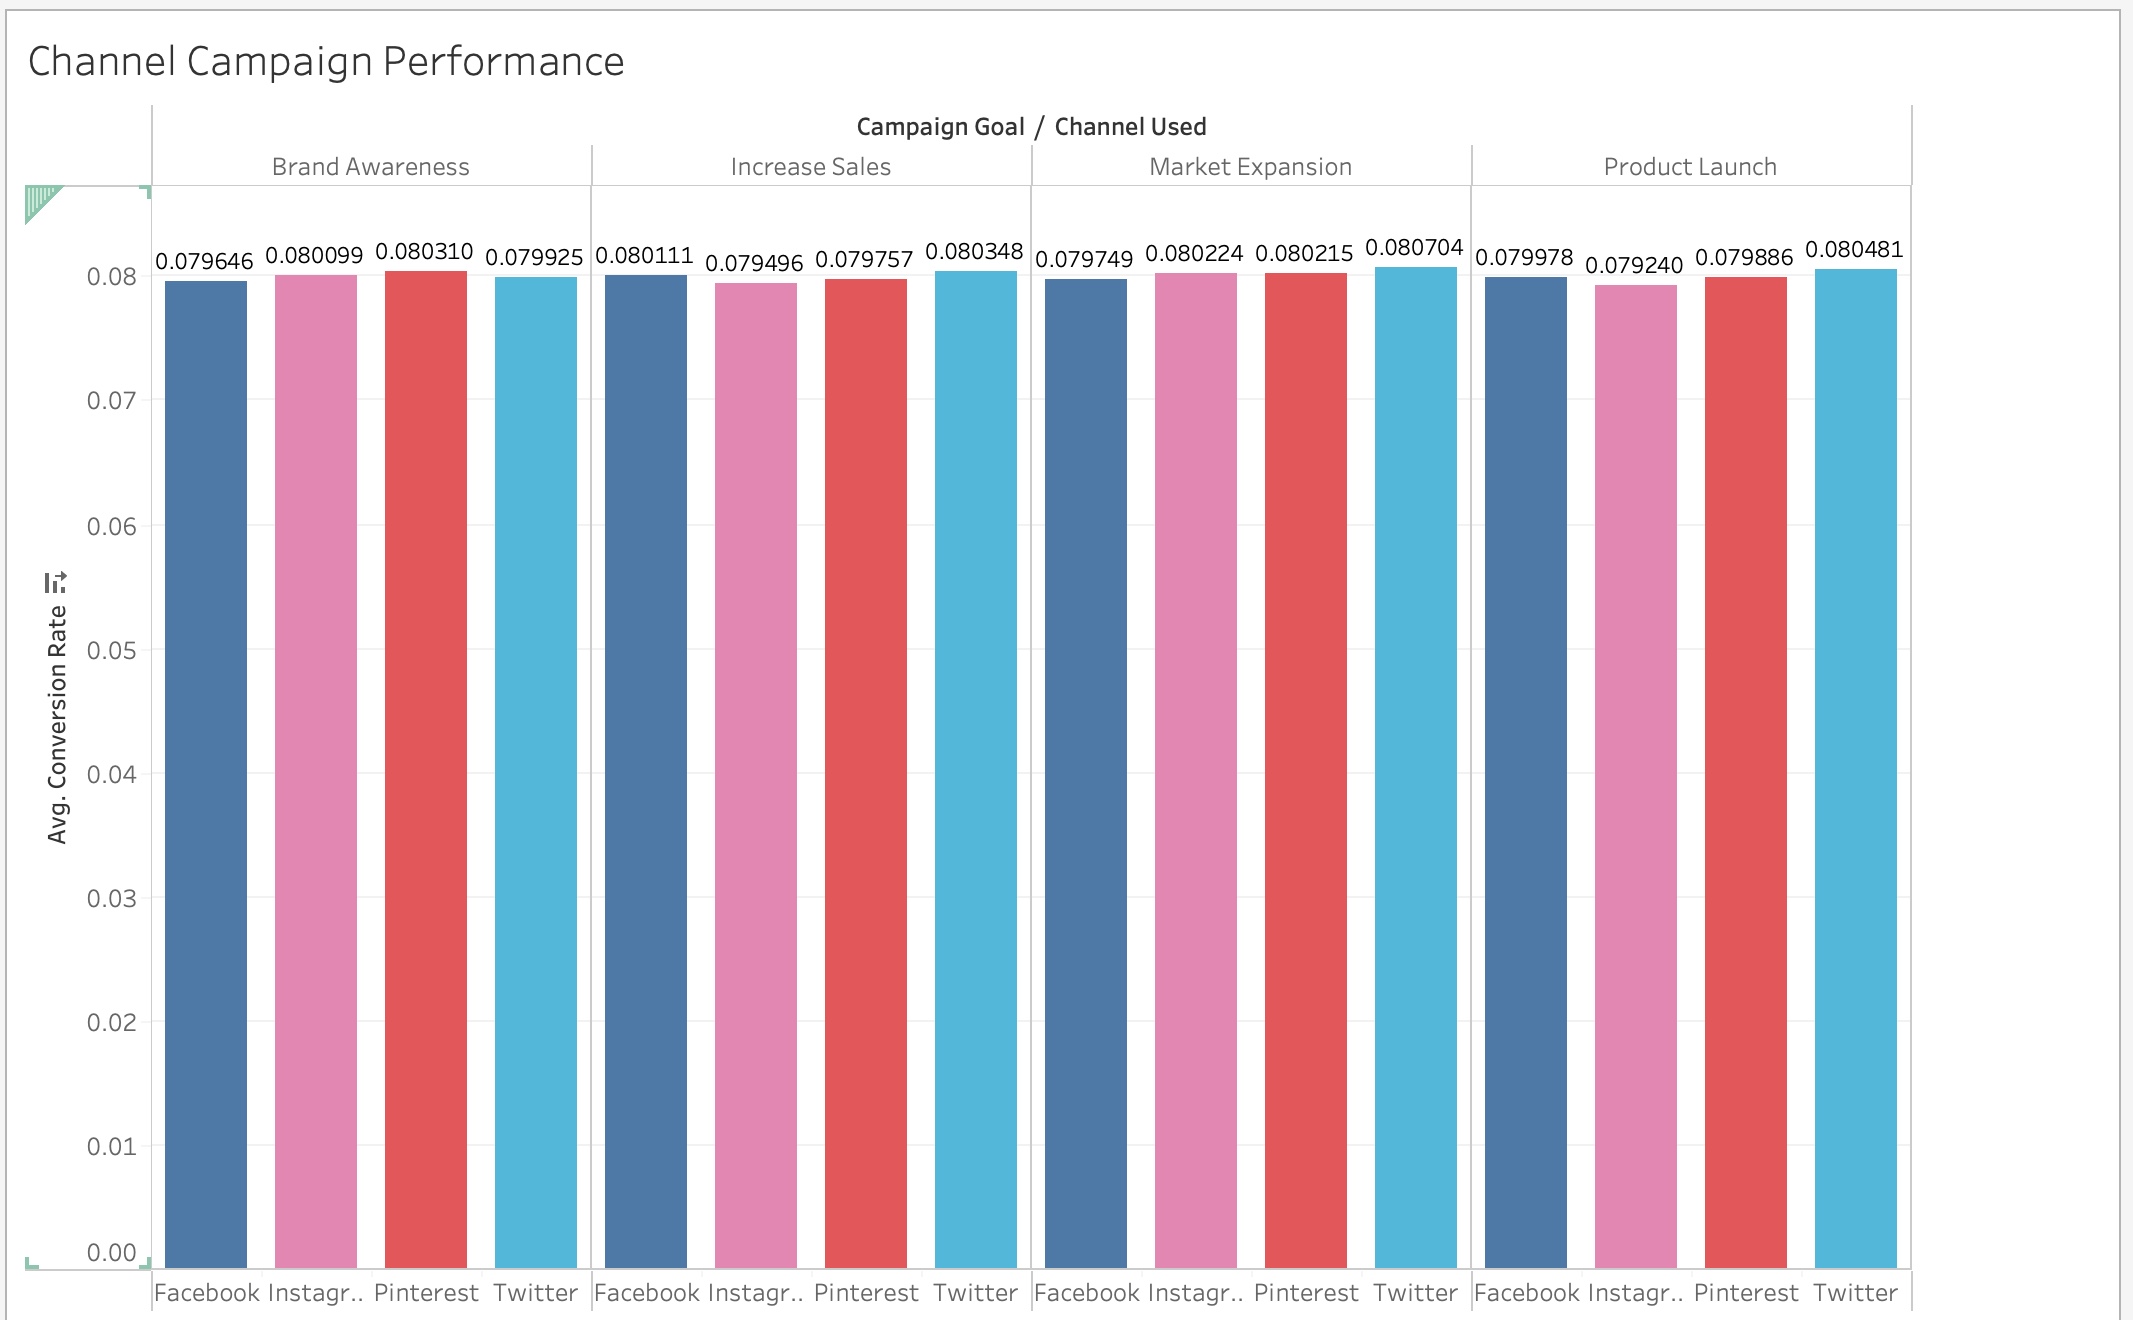 Channel Campaign Performance
Campaign Goal / Channel Used
Brand Awareness Increase Sales Market Expansion Product Launch
0.079646 0.080099 0.080310 0.079925 0.080111 0.079496 0.079757 0.080348 0.079749 0.080224 0.080215 0.080704 0.079978 0.079240 0.079886 0.080481
0.08
0.07
0.06
0.05
0.04
0.03
0.02
0.01
0.00
Avg. Conversion Rate
Facebook Instagr.. Pinterest Twitter Facebook Instagr.. Pinterest Twitter Facebook Instagr.. Pinterest Twitter Facebook Instagr.. Pinterest Twitter